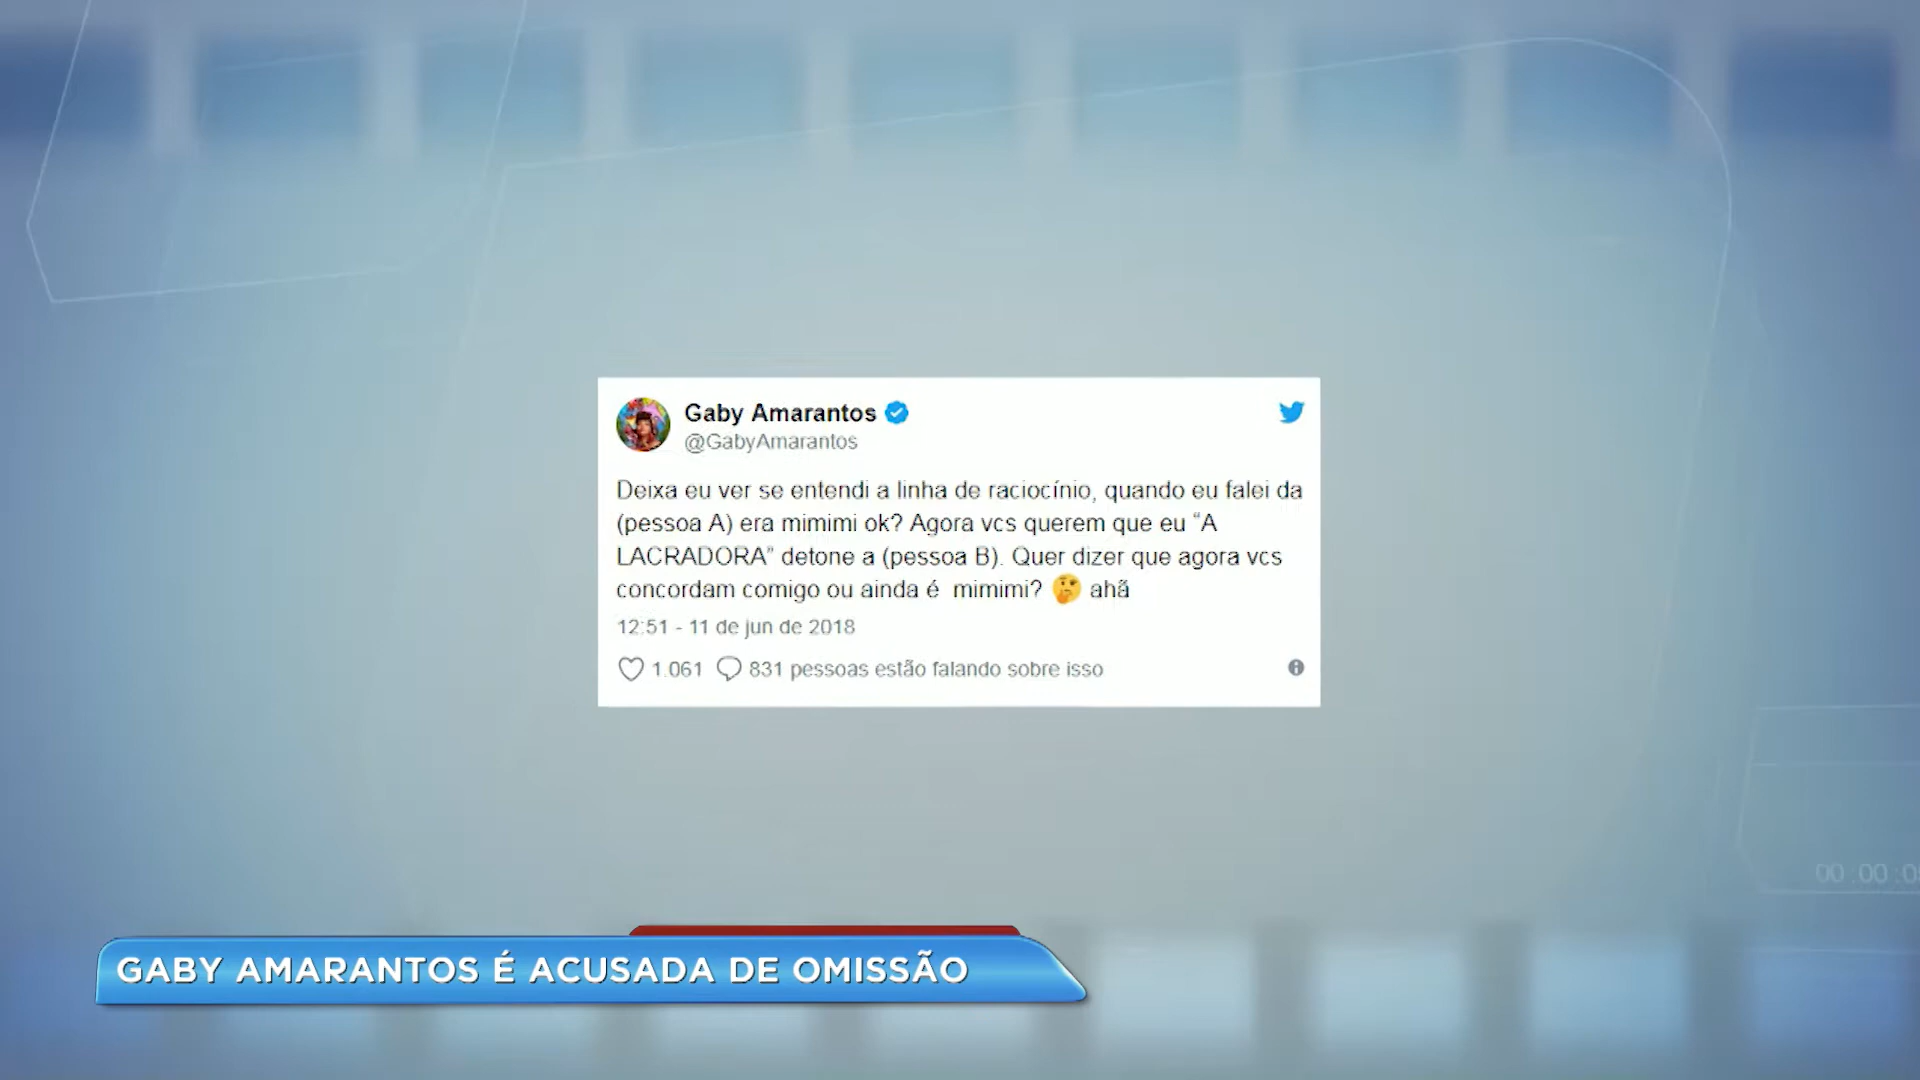 Gaby Amarantos
@GabyAmarantos
Deixa eu ver se entendi a linha de raciocínio, quando eu falei da
(pessoa A) era mimimi ok? Agora vcs querem que eu “A
LACRADORA” detone a (pessoa B). Quer dizer que agora vcs
concordam comigo ou ainda é mimimi? 🤔 ahã
12:51 - 11 de jun de 2018
1.061 831 pessoas estão falando sobre isso
00:00:0
GABY AMARANTOS É ACUSADA DE OMISSÃO